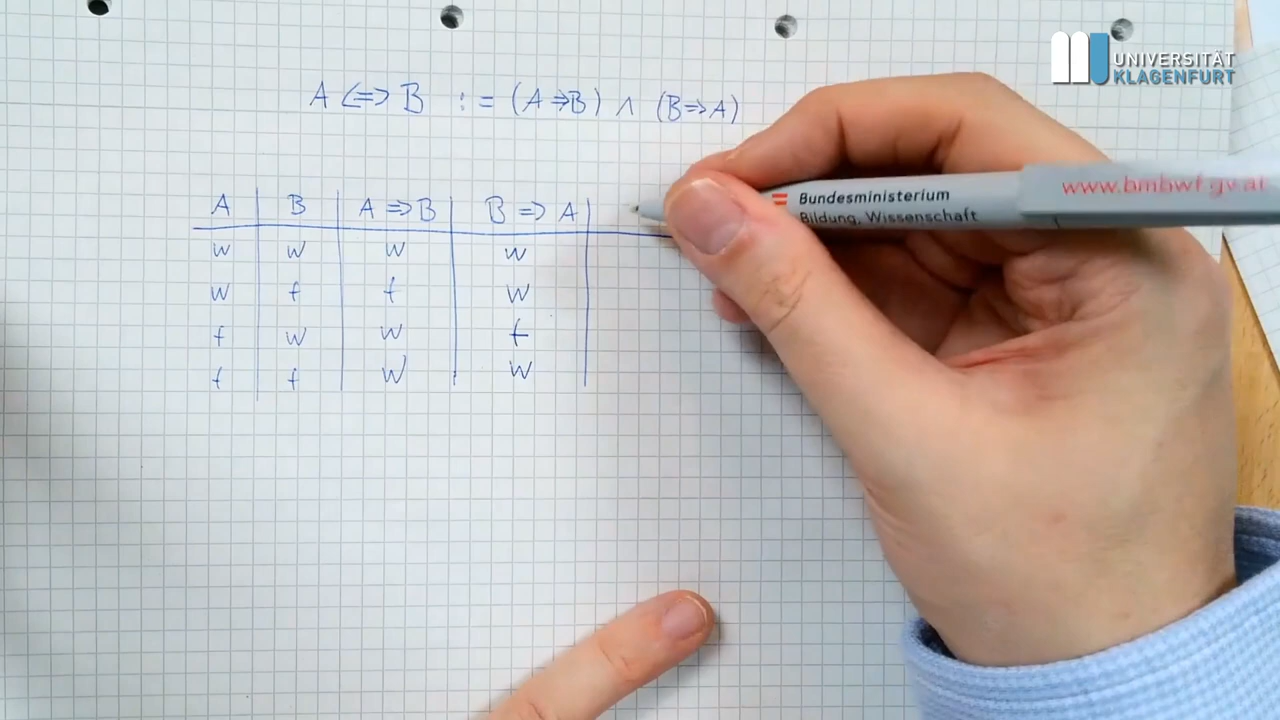 UNIVERSITÄT
KLAGENFURT
A <=> B := (A => B) ∧ (B => A)
www.bmbwf.gv.at
Bundesministerium
Bildung, Wissenschaft
A B A => B B => A
w w w w
w f f w
f w w f
f f w w